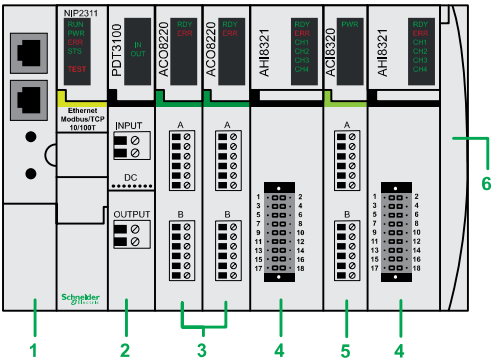 NIP2311
RUN
PWR
ERR
STS
TEST
Ethernet
Modbus/TCP
10/100T
Schneider
Electric
PDT3100
IN
OUT
INPUT
DC
OUTPUT
ACO8220
RDY
ERR
A
B
ACO8220
RDY
ERR
A
B
AHI8321
RDY
ERR
CH1
CH2
CH3
CH4
1 2
3 4
5 6
7 8
9 10
11 12
13 14
15 16
17 18
ACI8320
PWR
A
B
AHI8321
RDY
ERR
CH1
CH2
CH3
CH4
1 2
3 4
5 6
7 8
9 10
11 12
13 14
15 16
17 18
6
1 2 3 4 5 4